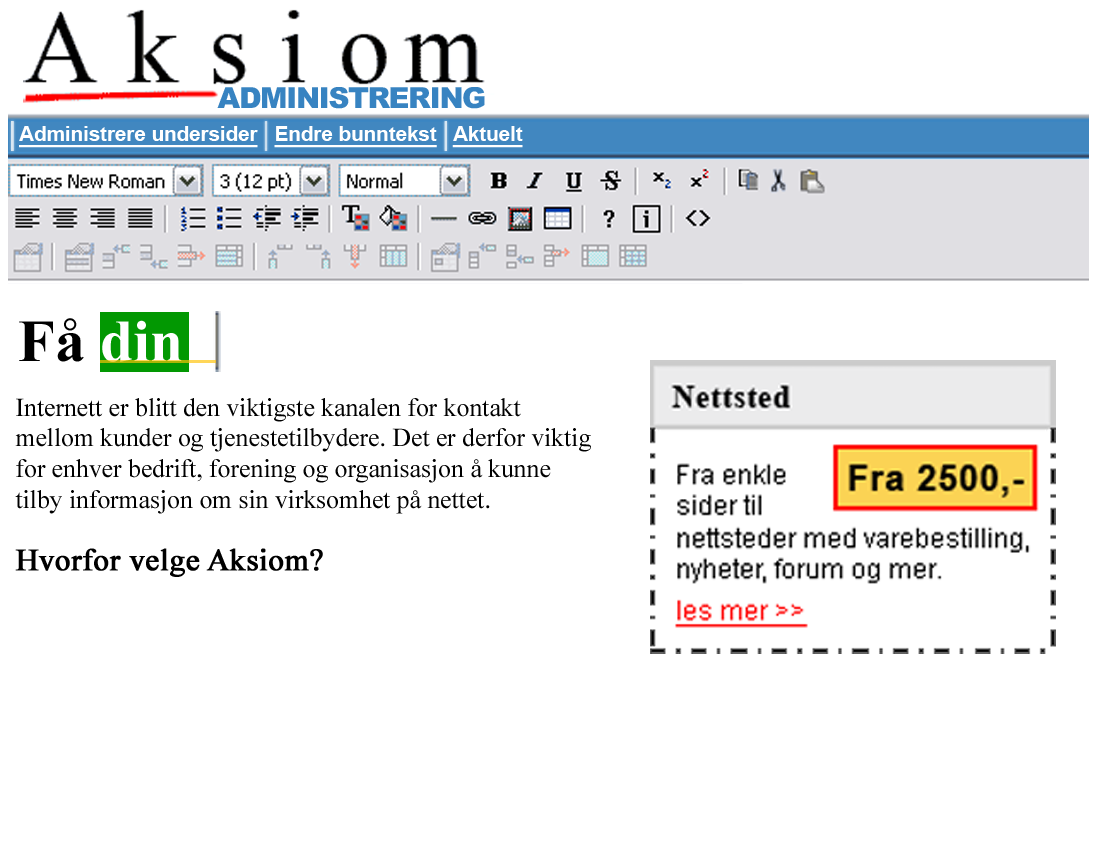 Aksiom
ADMINISTRERING
Administrere undersider Endre bunntekst Aktuelt
Times New Roman 3 (12 pt) Normal B I U S x2 x2
? i <>
Få din
Internett er blitt den viktigste kanalen for kontakt
mellom kunder og tjenestetilbydere. Det er derfor viktig
for enhver bedrift, forening og organisasjon å kunne
tilby informasjon om sin virksomhet på nettet.
Hvorfor velge Aksiom?
Nettsted
Fra 2500,-
Fra enkle
sider til
nettsteder med varebestilling,
nyheter, forum og mer.
les mer >>